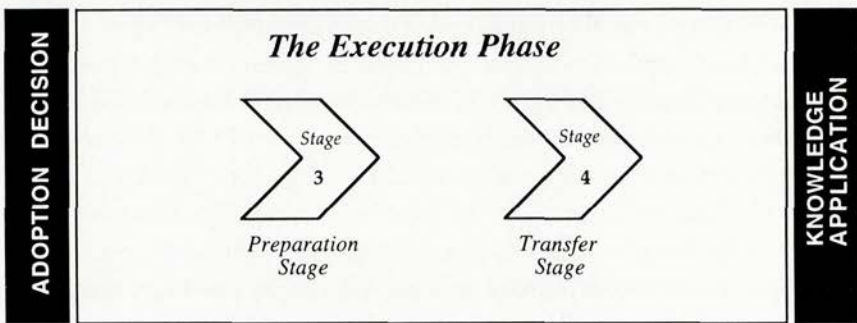 ADOPTION DECISION
The Execution Phase
Stage
3
Preparation
Stage
Stage
4
Transfer
Stage
KNOWLEDGE
APPLICATION